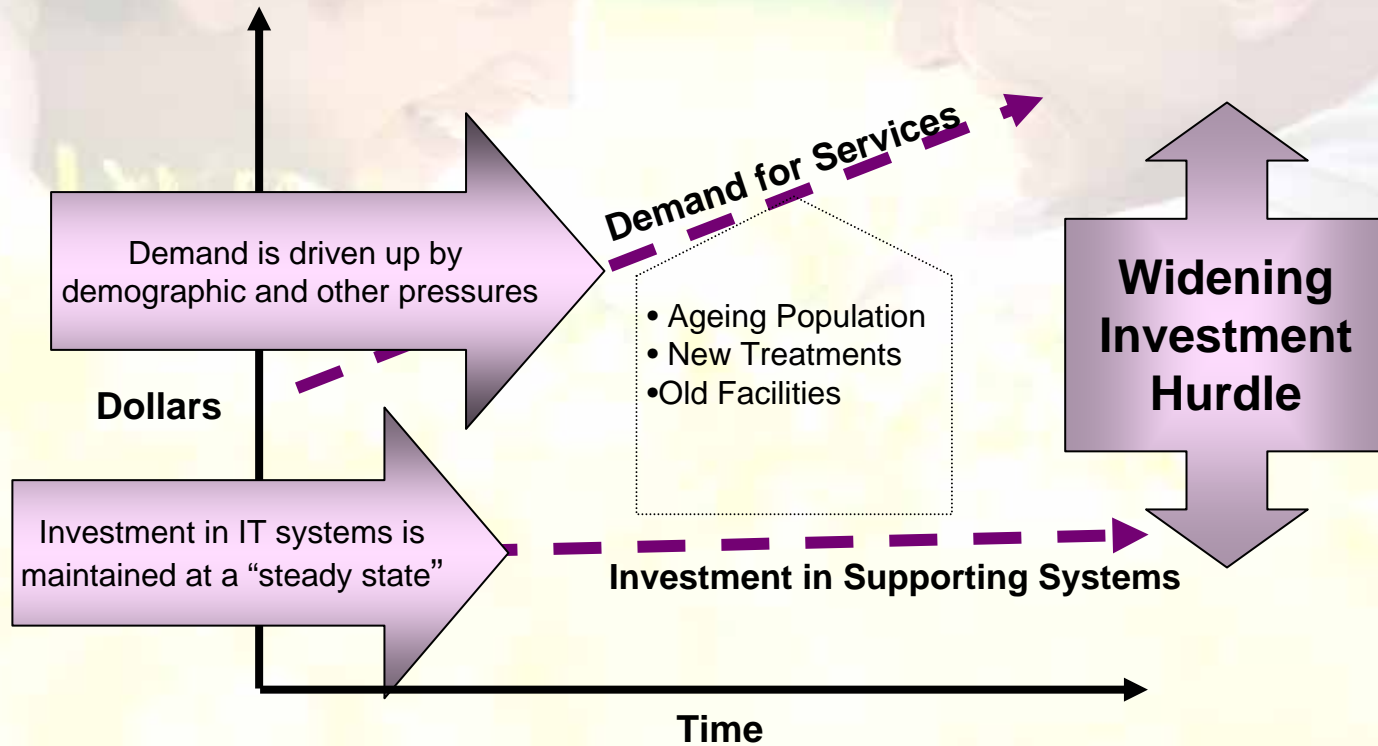 Demand for Services
Demand is driven up by
demographic and other pressures
• Ageing Population
• New Treatments
•Old Facilities
Widening
Investment
Hurdle
Dollars
Investment in IT systems is
maintained at a “steady state”
Investment in Supporting Systems
Time